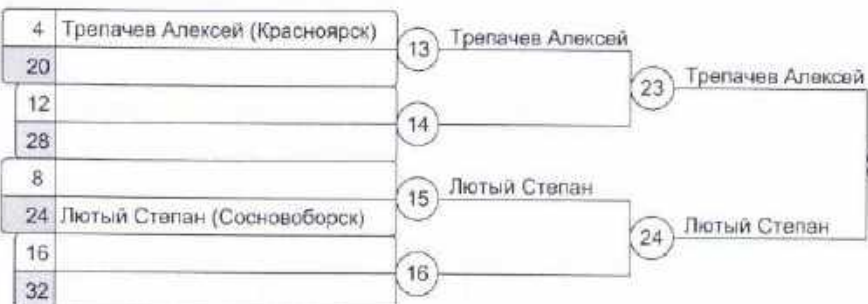 4 Трепачев Алексей (Красноярск)
20
13 Трепачев Алексей
12
28
14
23 Трепачев Алексей
8
24 Лютый Степан (Сосновоборск)
15 Лютый Степан
16
32
16
24 Лютый Степан